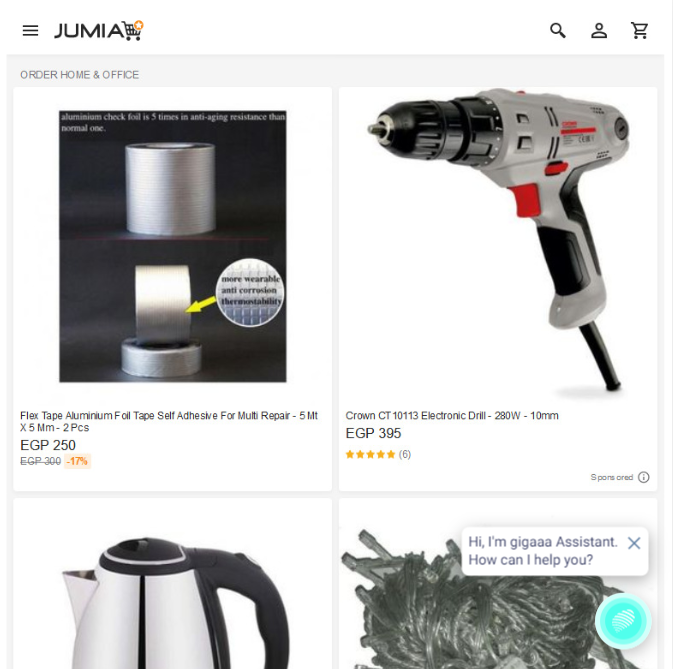 JUMIA
ORDER HOME & OFFICE
aluminium check foil is 5 times in anti-aging resistance than
normal one.
more wearable
anti corrosion
thermostability
CROWN
Flex Tape Aluminium Foil Tape Self Adhesive For Multi Repair - 5 Mt
X 5 Mm - 2 Pcs
EGP 250
EGP 300 -17%
Crown CT10113 Electronic Drill - 280W - 10mm
EGP 395
(6)
Sponsored
Hi, I'm gigaaa Assistant.
How can I help you?